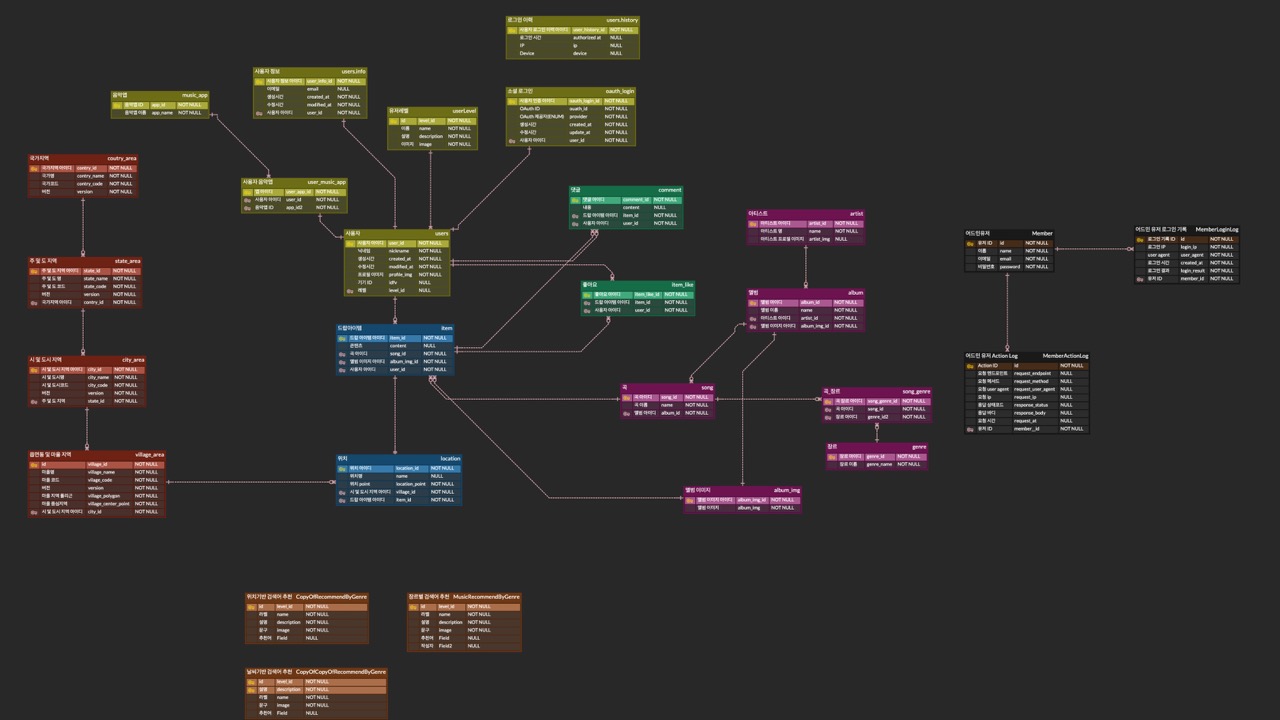 로그인 이력 users.history
사용자 로그인 이력 아이디 user_history_id NOT NULL
로그인 시간 authorized at NULL
IP ip NULL
Device device NULL
사용자 정보 users.info
사용자 정보 아이디 user_info_id NOT NULL
이메일 email NULL
생성시간 created_at NOT NULL
수정시간 modified_at NOT NULL
사용자 아이디 user_id NOT NULL
음악앱 music_app
음악앱 ID app_id NOT NULL
음악앱 이름 app_name NOT NULL
유저레벨 userLevel
id level_id NOT NULL
이름 name NOT NULL
설명 description NOT NULL
이미지 image NOT NULL
소셜 로그인 oauth_login
사용자 인증 아이디 oauth_login_id NOT NULL
OAuth ID ouath_id NOT NULL
OAuth 제공자(ENUM) provider NOT NULL
생성시간 created_at NOT NULL
수정시간 update_at NOT NULL
사용자 아이디 user_id NOT NULL
국가지역 coutry_area
국가지역 아이디 contry_id NOT NULL
국가명 contry_name NOT NULL
국가코드 contry_code NOT NULL
버전 version NOT NULL
사용자 음악앱 user_music_app
앱 아이디 user_app_id NOT NULL
사용자 아이디 user_id NOT NULL
음악앱 ID app_id2 NOT NULL
댓글 comment
댓글 아이디 comment_id NOT NULL
내용 content NULL
드랍 아이템 아이디 item_id NOT NULL
사용자 아이디 user_id NOT NULL
아티스트 artist
아티스트 아이디 artist_id NOT NULL
아티스트 명 name NOT NULL
아티스트 프로필 이미지 artist_img NULL
사용자 users
사용자 아이디 user_id NOT NULL
닉네임 nickname NOT NULL
생성시간 created_at NOT NULL
수정시간 modified_at NOT NULL
프로필 이미지 profile_img NOT NULL
기기 ID idfv NOT NULL
레벨 level_id NOT NULL
어드민유저 Member
유저 ID id NOT NULL
이름 name NOT NULL
이메일 email NOT NULL
비밀번호 password NOT NULL
어드민 유저 로그인 기록 MemberLoginLog
로그인 기록 ID id NOT NULL
로그인 IP login_ip NOT NULL
user agent user_agent NOT NULL
로그인 시간 created_at NOT NULL
로그인 결과 login_result NOT NULL
유저 ID member_id NOT NULL
주 및 도 지역 state_area
주 및 도 지역 아이디 state_id NOT NULL
주 및 도 명 state_name NOT NULL
주 및 도 코드 state_code NOT NULL
버전 version NOT NULL
국가지역 아이디 contry_id NOT NULL
좋아요 item_like
좋아요 아이디 item_like_id NOT NULL
드랍 아이템 아이디 item_id NOT NULL
사용자 아이디 user_id NOT NULL
앨범 album
앨범 아이디 album_id NOT NULL
앨범 이름 name NOT NULL
아티스트 아이디 artist_id NOT NULL
앨범 이미지 아이디 album_img_id NOT NULL
드랍아이템 item
드랍 아이템 아이디 item_id NOT NULL
콘텐츠 content NOT NULL
곡 아이디 song_id NOT NULL
앨범 이미지 아이디 album_img_id NOT NULL
사용자 아이디 user_id NOT NULL
시 및 도시 지역 city_area
시 및 도시 지역 아이디 city_id NOT NULL
시 및 도시명 city_name NOT NULL
시 및 도시코드 city_code NOT NULL
버전 version NOT NULL
주 및 도 지역 state_id NOT NULL
어드민 유저 Action Log MemberActionLog
Action ID id NOT NULL
요청 엔드포인트 request_endpoint NULL
요청 메서드 request_method NULL
요청 user agent request_user_agent NULL
요청 ip request_ip NULL
응답 상태코드 response_status NULL
응답 바디 response_body NULL
요청 시간 request_at NULL
유저 ID member_id NOT NULL
곡 song
곡 아이디 song_id NOT NULL
곡 이름 name NOT NULL
앨범 아이디 album_id NOT NULL
곡_장르 song_genre
곡 장르 아이디 song_genre_id NOT NULL
곡 아이디 song_id NOT NULL
장르 아이디 genre_id2 NOT NULL
장르 genre
장르 아이디 genre_id NOT NULL
장르 이름 genre_name NOT NULL
읍면동 및 마을 지역 village_area
id village_id NOT NULL
마을명 village_name NOT NULL
마을 코드 vilage_code NOT NULL
버전 version NOT NULL
마을 지역 폴리곤 village_polygon NOT NULL
마을 중심지역 village_center_point NOT NULL
시 및 도시 지역 아이디 city_id NOT NULL
위치 location
위치 아이디 location_id NOT NULL
위치명 name NULL
위치 point location_point NOT NULL
시 및 도시 지역 아이디 village_id NOT NULL
드랍 아이템 아이디 item_id NOT NULL
앨범 이미지 album_img
앨범 이미지 아이디 album_img_id NOT NULL
앨범 이미지 album_img NOT NULL
위치기반 검색어 추천 CopyOfRecommendByGenre
id level_id NOT NULL
라벨 name NOT NULL
설명 description NOT NULL
문구 image NOT NULL
추천어 Field NULL
장르별 검색어 추천 MusicRecommendByGenre
id level_id NOT NULL
라벨 name NOT NULL
설명 description NOT NULL
문구 image NOT NULL
추천어 Field NULL
작성자 Field2 NULL
날씨기반 검색어 추천 CopyOfCopyOfRecommendByGenre
id level_id NOT NULL
설명 description NOT NULL
라벨 name NOT NULL
문구 image NOT NULL
추천어 Field NULL